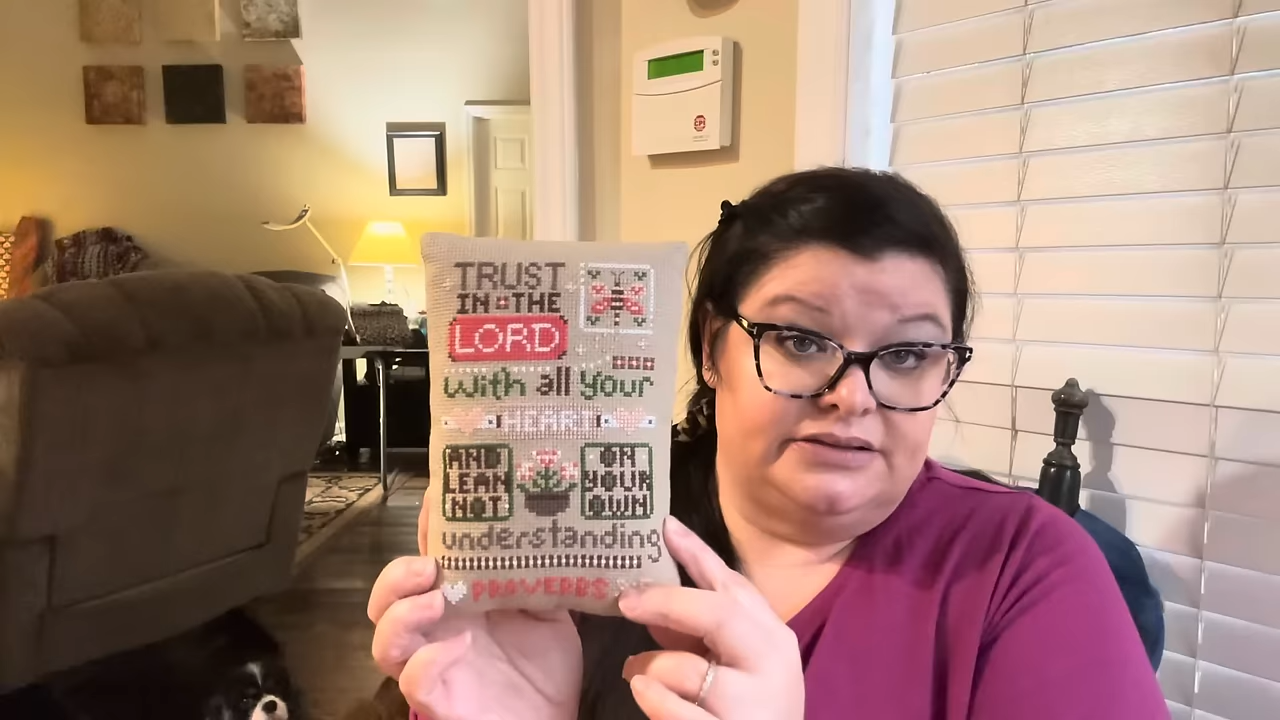 TRUST
IN THE
LORD
with all your
HEART
AND
LEAN
NOT
ON
YOUR
OWN
understanding
PROVERBS